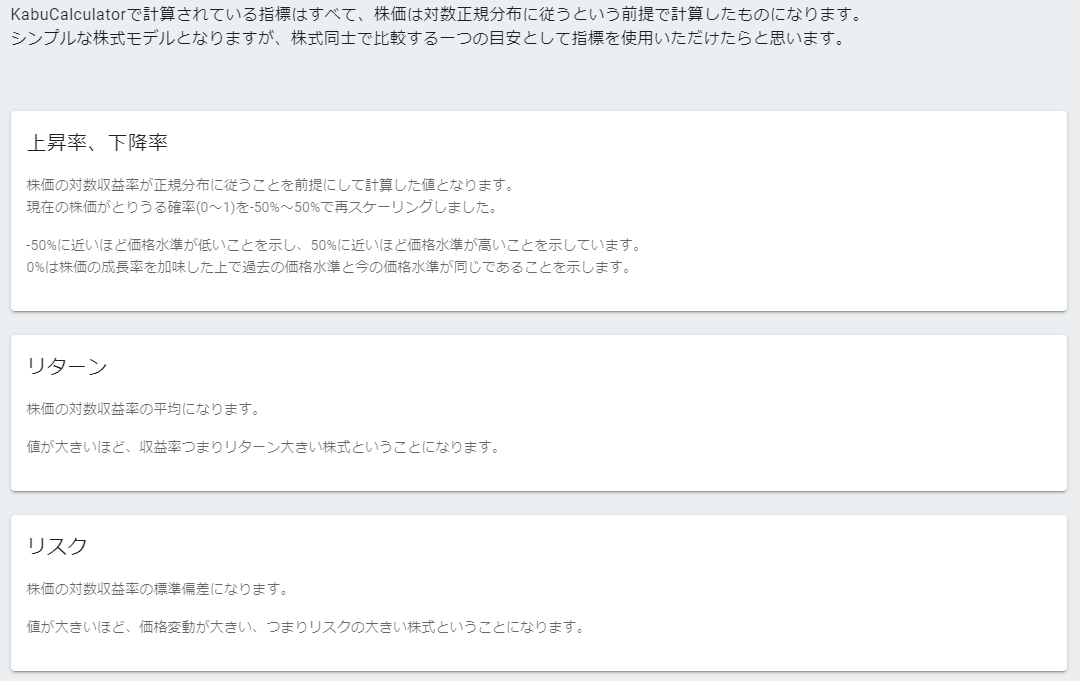 KabuCalculatorで計算されている指標はすべて、株価は対数正規分布に従うという前提で計算したものになります。
シンプルな株式モデルとなりますが、株式同士で比較する一つの目安として指標を使用いただけたらと思います。
上昇率、下降率
株価の対数収益率が正規分布に従うことを前提にして計算した値となります。
現在の株価がとりうる確率(0～1)を-50%～50%で再スケーリングしました。
-50%に近いほど価格水準が低いことを示し、50%に近いほど価格水準が高いことを示しています。
0%は株価の成長率を加味した上で過去の価格水準と今の価格水準が同じであることを示します。
リターン
株価の対数収益率の平均になります。
値が大きいほど、収益率つまりリターン大きい株式ということになります。
リスク
株価の対数収益率の標準偏差になります。
値が大きいほど、価格変動が大きい、つまりリスクの大きい株式ということになります。